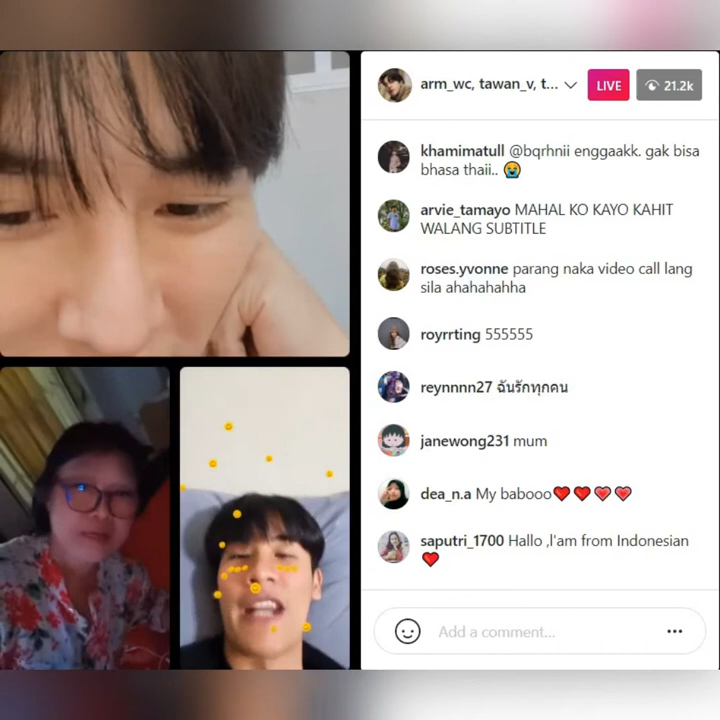 arm_wc, tawan_v, t...
LIVE
21.2k
khamimatull @bqrhnii enggaakk. gak bisa
bhasa thaii.. 😭
arvie_tamayo MAHAL KO KAYO KAHIT
WALANG SUBTITLE
roses.yvonne parang naka video call lang
sila ahahahahha
royrrting 555555
reynnnn27 ฉันรักทุกคน
janewong231 mum
dea_n.a My babooo❤️❤️💖💖
saputri_1700 Hallo ,I'am from Indonesian
❤️
Add a comment...